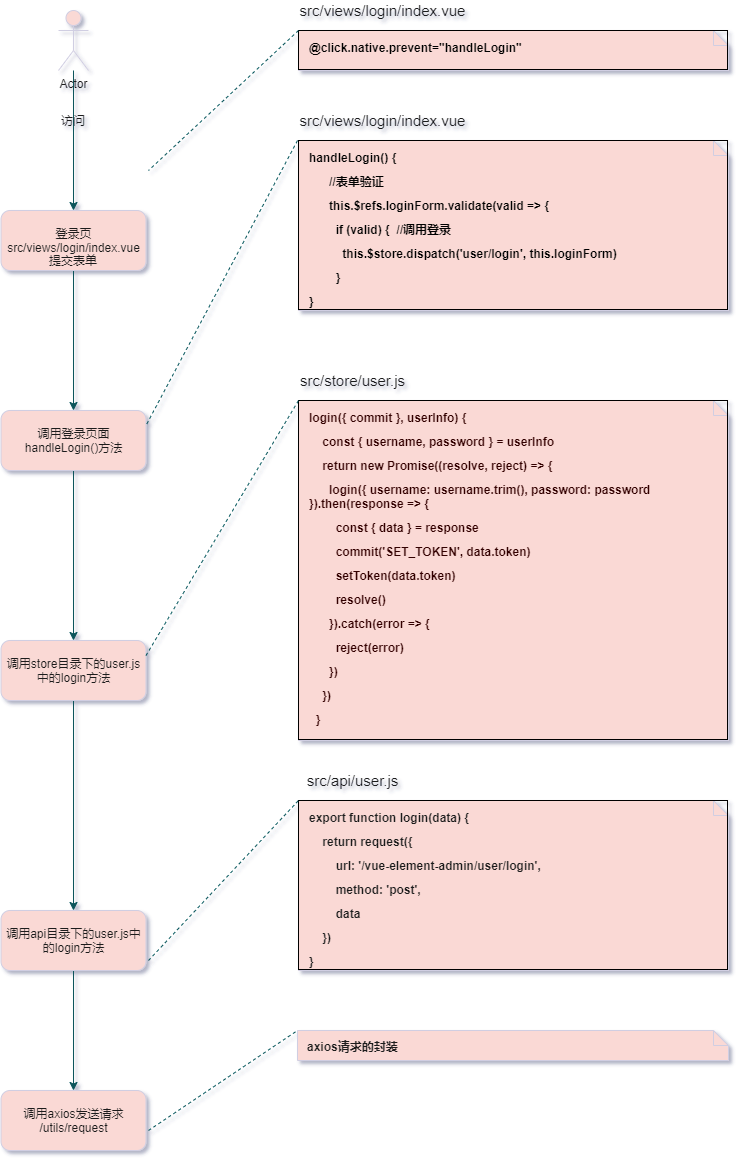 src/views/login/index.vue
@click.native.prevent="handleLogin"
Actor
访问
src/views/login/index.vue
handleLogin() {
//表单验证
this.$refs.loginForm.validate(valid => {
if (valid) {  //调用登录
this.$store.dispatch('user/login', this.loginForm)
}
}
登录页
src/views/login/index.vue
提交表单
调用登录页面
handleLogin()方法
src/store/user.js
login({ commit }, userInfo) {
const { username, password } = userInfo
return new Promise((resolve, reject) => {
login({ username: username.trim(), password: password
}).then(response => {
const { data } = response
commit('SET_TOKEN', data.token)
setToken(data.token)
resolve()
}).catch(error => {
reject(error)
})
})
}
调用store目录下的user.js
中的login方法
src/api/user.js
export function login(data) {
return request({
url: '/vue-element-admin/user/login',
method: 'post',
data
})
}
调用api目录下的user.js中
的login方法
axios请求的封装
调用axios发送请求
/utils/request